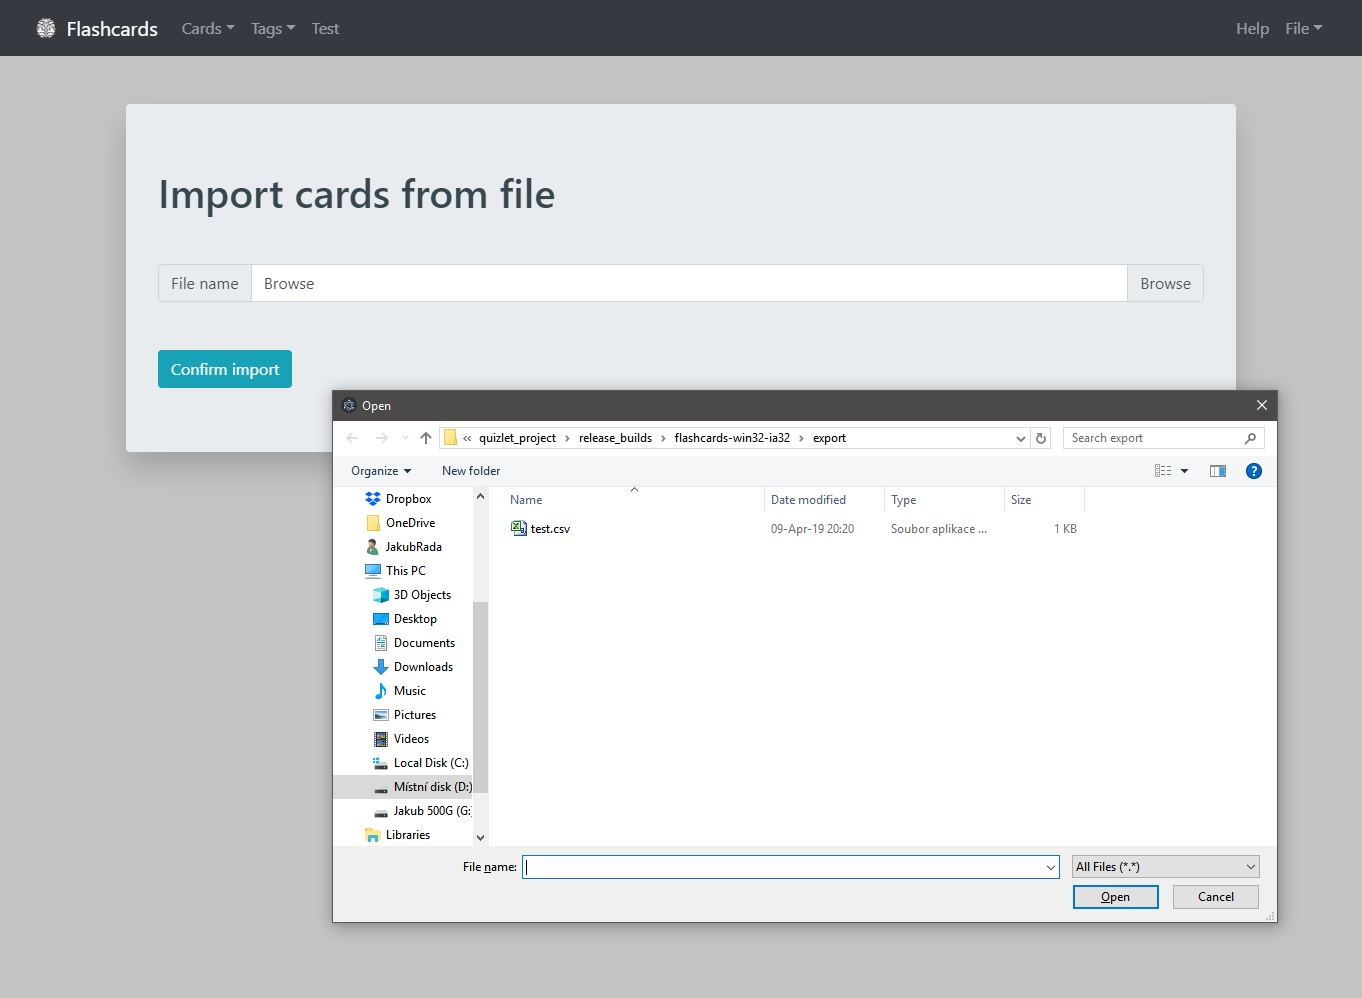 Flashcards Cards Tags Test Help File
Import cards from file
File name Browse Browse
Confirm import
Open
« quizlet_project › release_builds › flashcards-win32-ia32 › export Search export
Organize New folder
Dropbox
OneDrive
JakubRada
This PC
3D Objects
Desktop
Documents
Downloads
Music
Pictures
Videos
Local Disk (C:)
Místní disk (D:)
Jakub 500G (G:
Libraries
Name Date modified Type Size
test.csv 09-Apr-19 20:20 Soubor aplikace ... 1 KB
File name: All Files (*.*)
Open Cancel